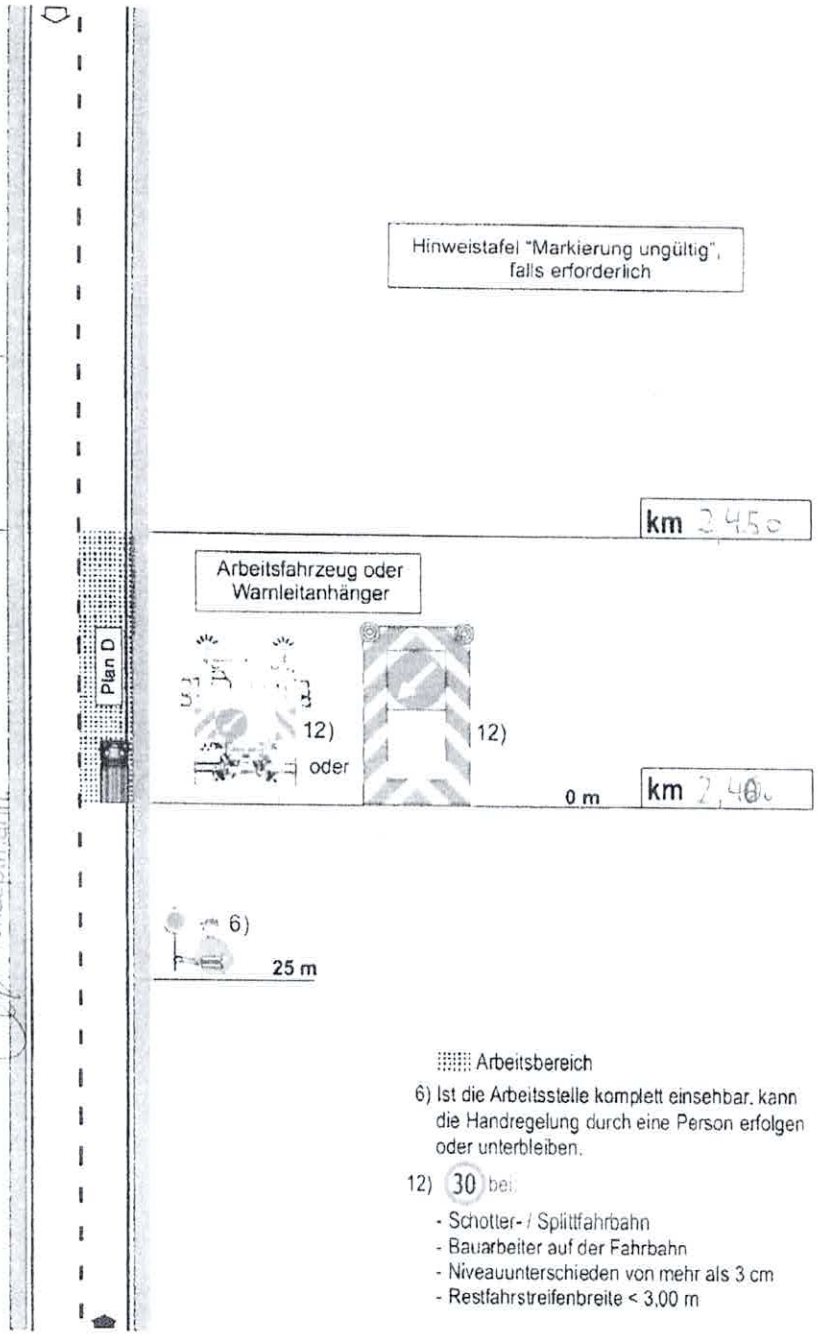 Hinweistafel "Markierung ungültig",
falls erforderlich
km 2,450
Arbeitsfahrzeug oder
Warnleitanhänger
Plan D
12)
oder
12)
0 m
km
6)
25 m
Arbeitsbereich
6) Ist die Arbeitsstelle komplett einsehbar. kann
die Handregelung durch eine Person erfolgen
oder unterbleiben.
12) 30 bei:
- Schotter- / Splittfahrbahn
- Bauarbeiter auf der Fahrbahn
- Niveauunterschieden von mehr als 3 cm
- Restfahrstreifenbreite < 3,00 m